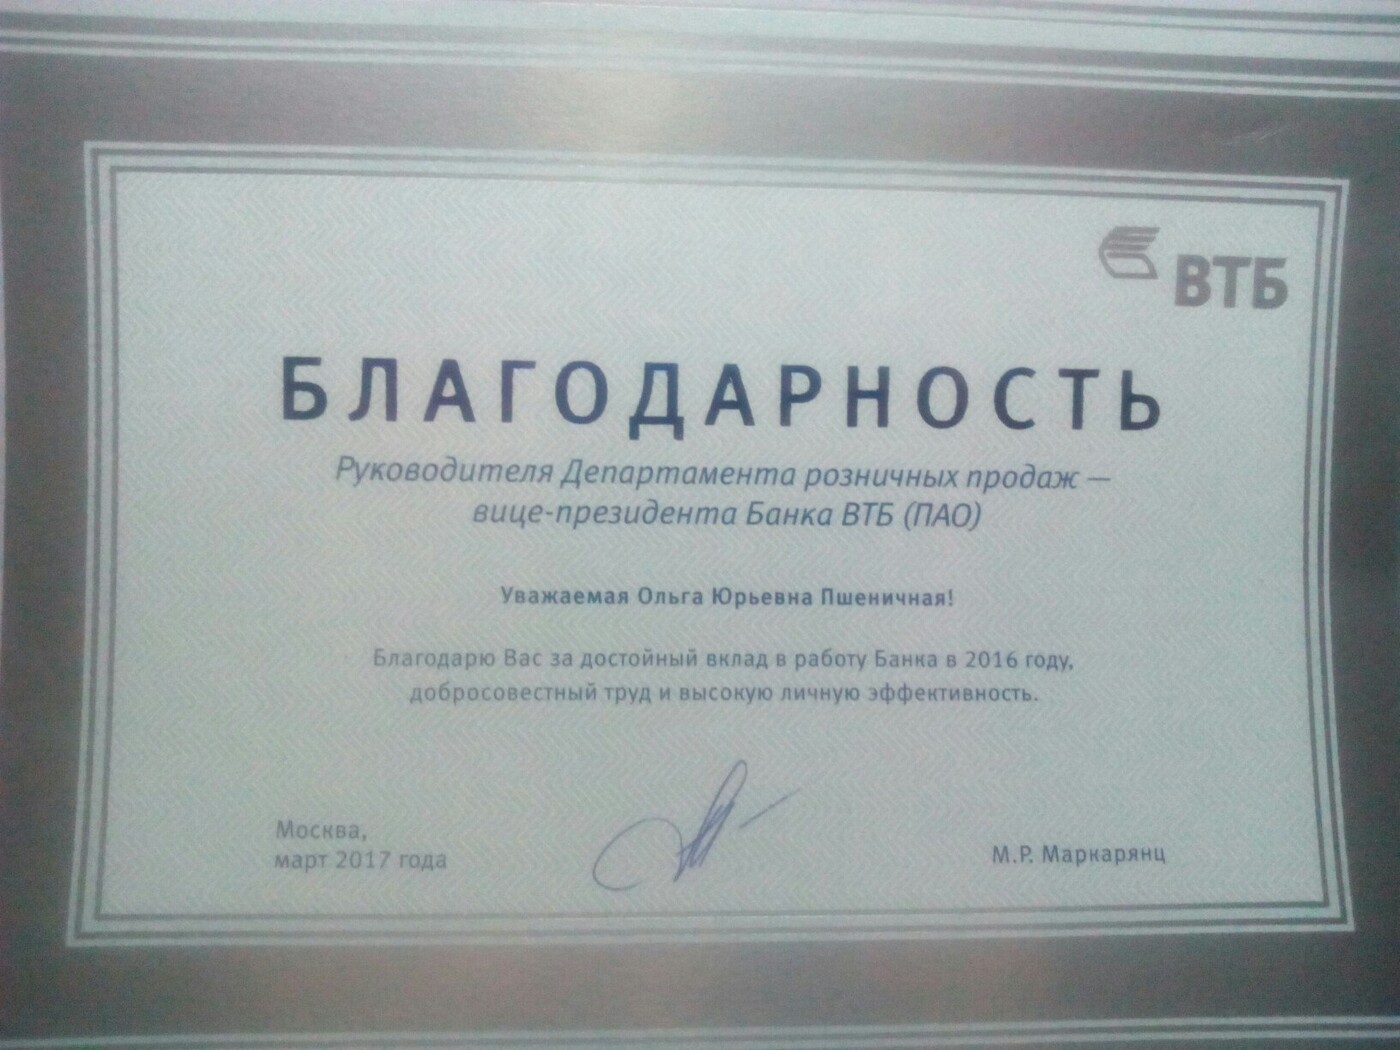 ВТБ
БЛАГОДАРНОСТЬ
Руководителя Департамента розничных продаж —
вице-президента Банка ВТБ (ПАО)
Уважаемая Ольга Юрьевна Пшеничная!
Благодарю Вас за достойный вклад в работу Банка в 2016 году,
добросовестный труд и высокую личную эффективность.
Москва,
март 2017 года
М.Р. Маркарянц